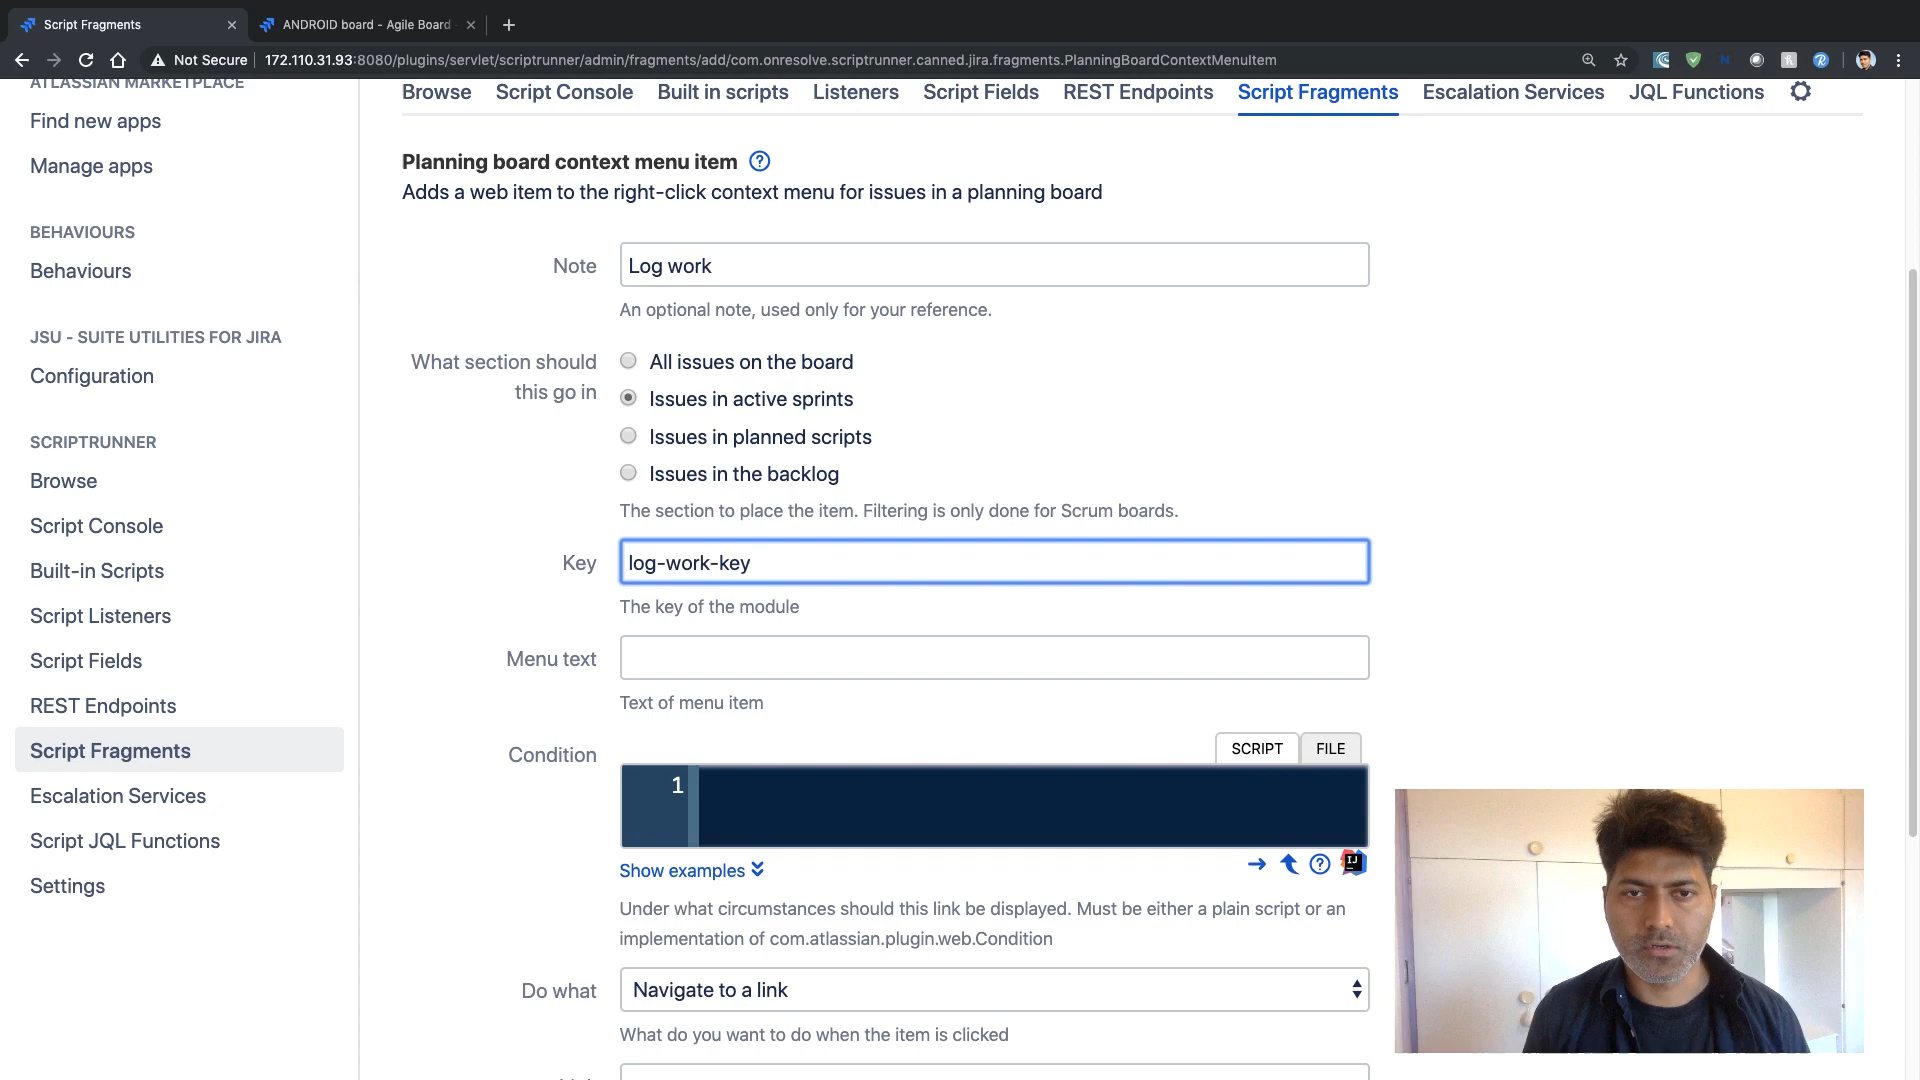 Script Fragments
ANDROID board - Agile Board
Not Secure
172.110.31.93:8080/plugins/servlet/scriptrunner/admin/fragments/add/com.onresolve.scriptrunner.canned.jira.fragments.PlanningBoardContextMenuItem
ATLASSIAN MARKETPLACE
Find new apps
Manage apps
BEHAVIOURS
Behaviours
JSU - SUITE UTILITIES FOR JIRA
Configuration
SCRIPTRUNNER
Browse
Script Console
Built-in Scripts
Script Listeners
Script Fields
REST Endpoints
Script Fragments
Escalation Services
Script JQL Functions
Settings
Browse Script Console Built in scripts Listeners Script Fields REST Endpoints Script Fragments Escalation Services JQL Functions
Planning board context menu item
Adds a web item to the right-click context menu for issues in a planning board
Note
Log work
An optional note, used only for your reference.
What section should
this go in
All issues on the board
Issues in active sprints
Issues in planned scripts
Issues in the backlog
The section to place the item. Filtering is only done for Scrum boards.
Key
log-work-key
The key of the module
Menu text
Text of menu item
Condition
SCRIPT FILE
1
Show examples
IJ
Under what circumstances should this link be displayed. Must be either a plain script or an
implementation of com.atlassian.plugin.web.Condition
Do what
Navigate to a link
What do you want to do when the item is clicked